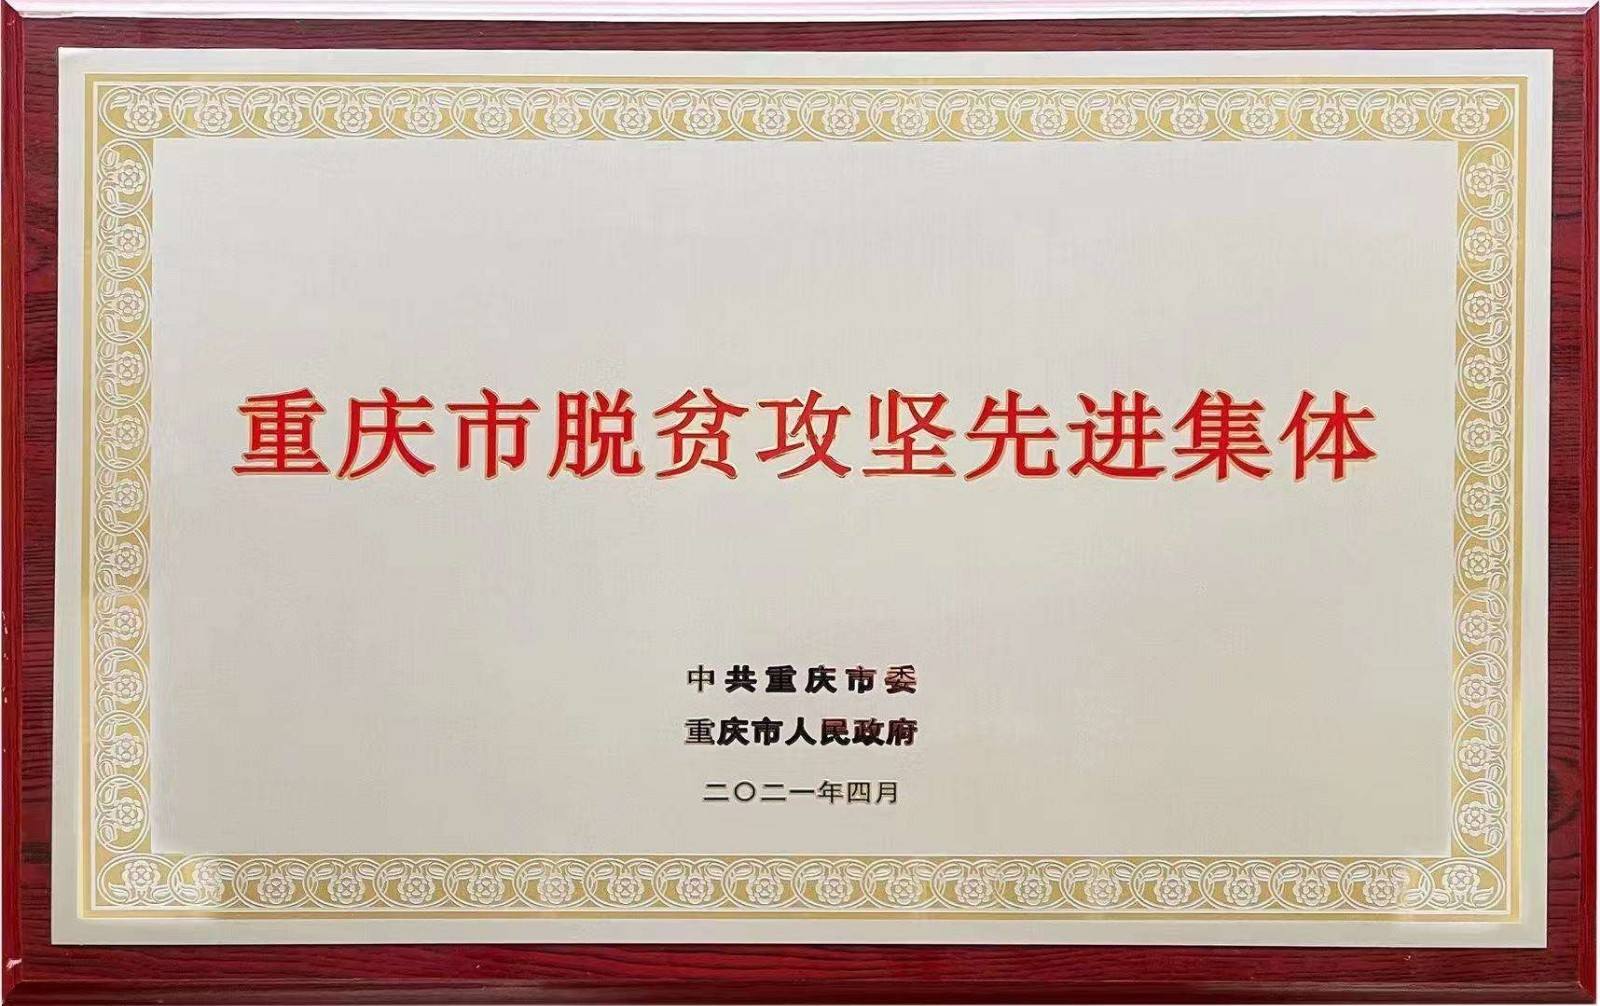 重庆市脱贫攻坚先进集体
中共重庆市委
重庆市人民政府
二〇二一年四月